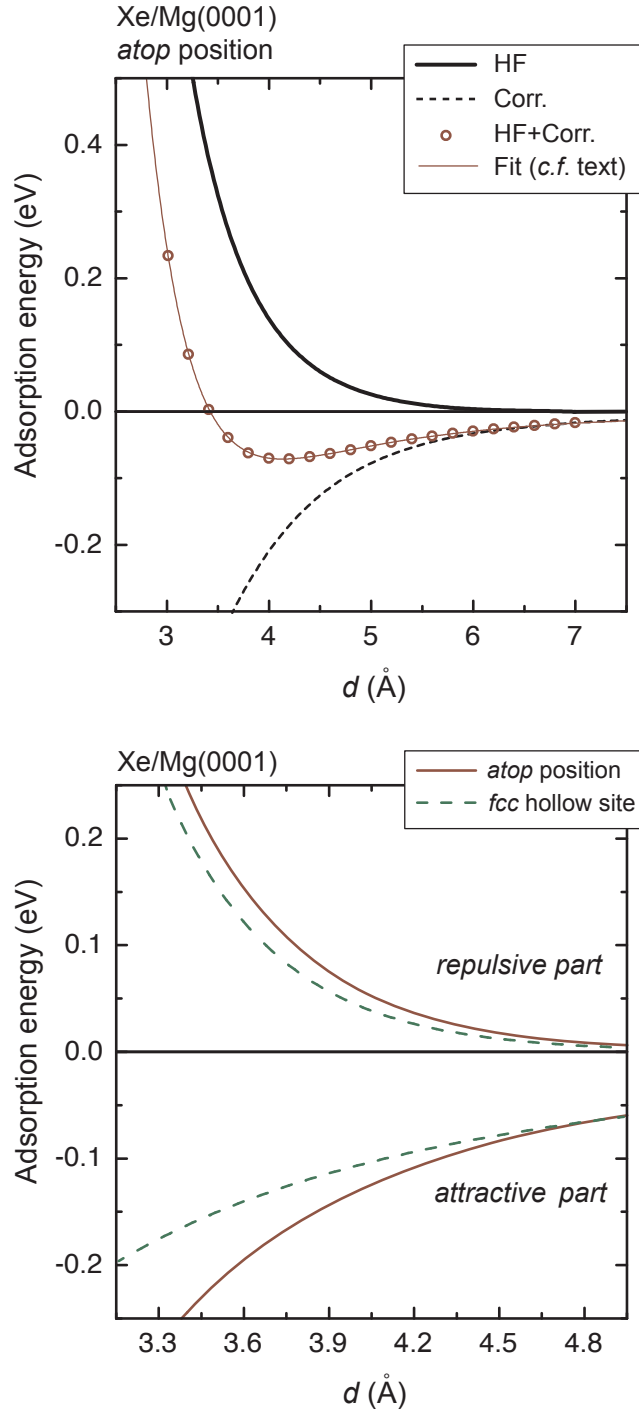 Xe/Mg(0001)
atop position
HF
Corr.
HF+Corr.
Fit (c.f. text)
0.4
0.2
0.0
-0.2
Adsorption energy (eV)
3 4 5 6 7
d (Å)
Xe/Mg(0001)
atop position
fcc hollow site
0.2
0.1
0.0
-0.1
-0.2
Adsorption energy (eV)
repulsive part
attractive part
3.3 3.6 3.9 4.2 4.5 4.8
d (Å)